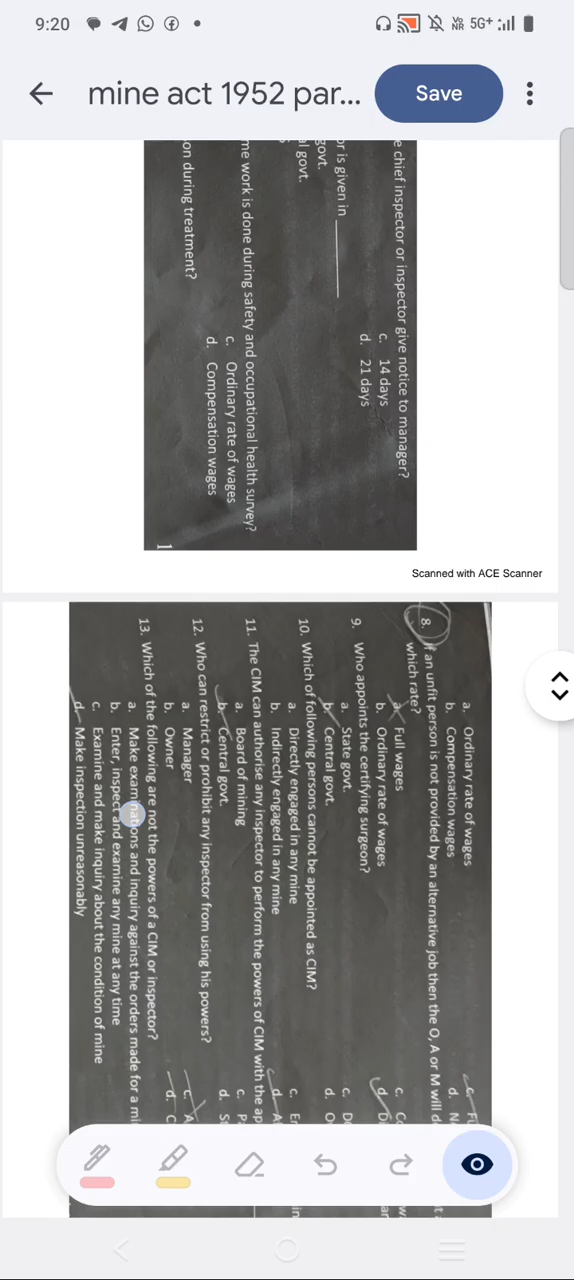 9:20
VoNR 5G+
mine act 1952 par...
Save
e chief inspector or inspector give notice to manager?
c. 14 days
d. 21 days
or is given in
govt.
al govt.
me work is done during safety and occupational health survey?
c. Ordinary rate of wages
d. Compensation wages
on during treatment?
1
Scanned with ACE Scanner
a. Ordinary rate of wages
b. Compensation wages
c.
d.
8. If an unfit person is not provided by an alternative job then the O, A or M will
which rate?
a. Full wages
b. Ordinary rate of wages
c.
d.
9. Who appoints the certifying surgeon?
a. State govt.
b. Central govt.
c.
d.
10. Which of following persons cannot be appointed as CIM?
a. Directly engaged in any mine
b. Indirectly engaged in any mine
c.
d.
11. The CIM can authorise any inspector to perform the powers of CIM with the ap
a. Board of mining
b. Central govt.
c.
d.
12. Who can restrict or prohibit any inspector from using his powers?
a. Manager
b. Owner
c.
d.
13. Which of the following are not the powers of a CIM or inspector?
a. Make examinations and inquiry against the orders made for a mi
b. Enter, inspect and examine any mine at any time
c. Examine and make inquiry about the condition of mine
d. Make inspection unreasonably